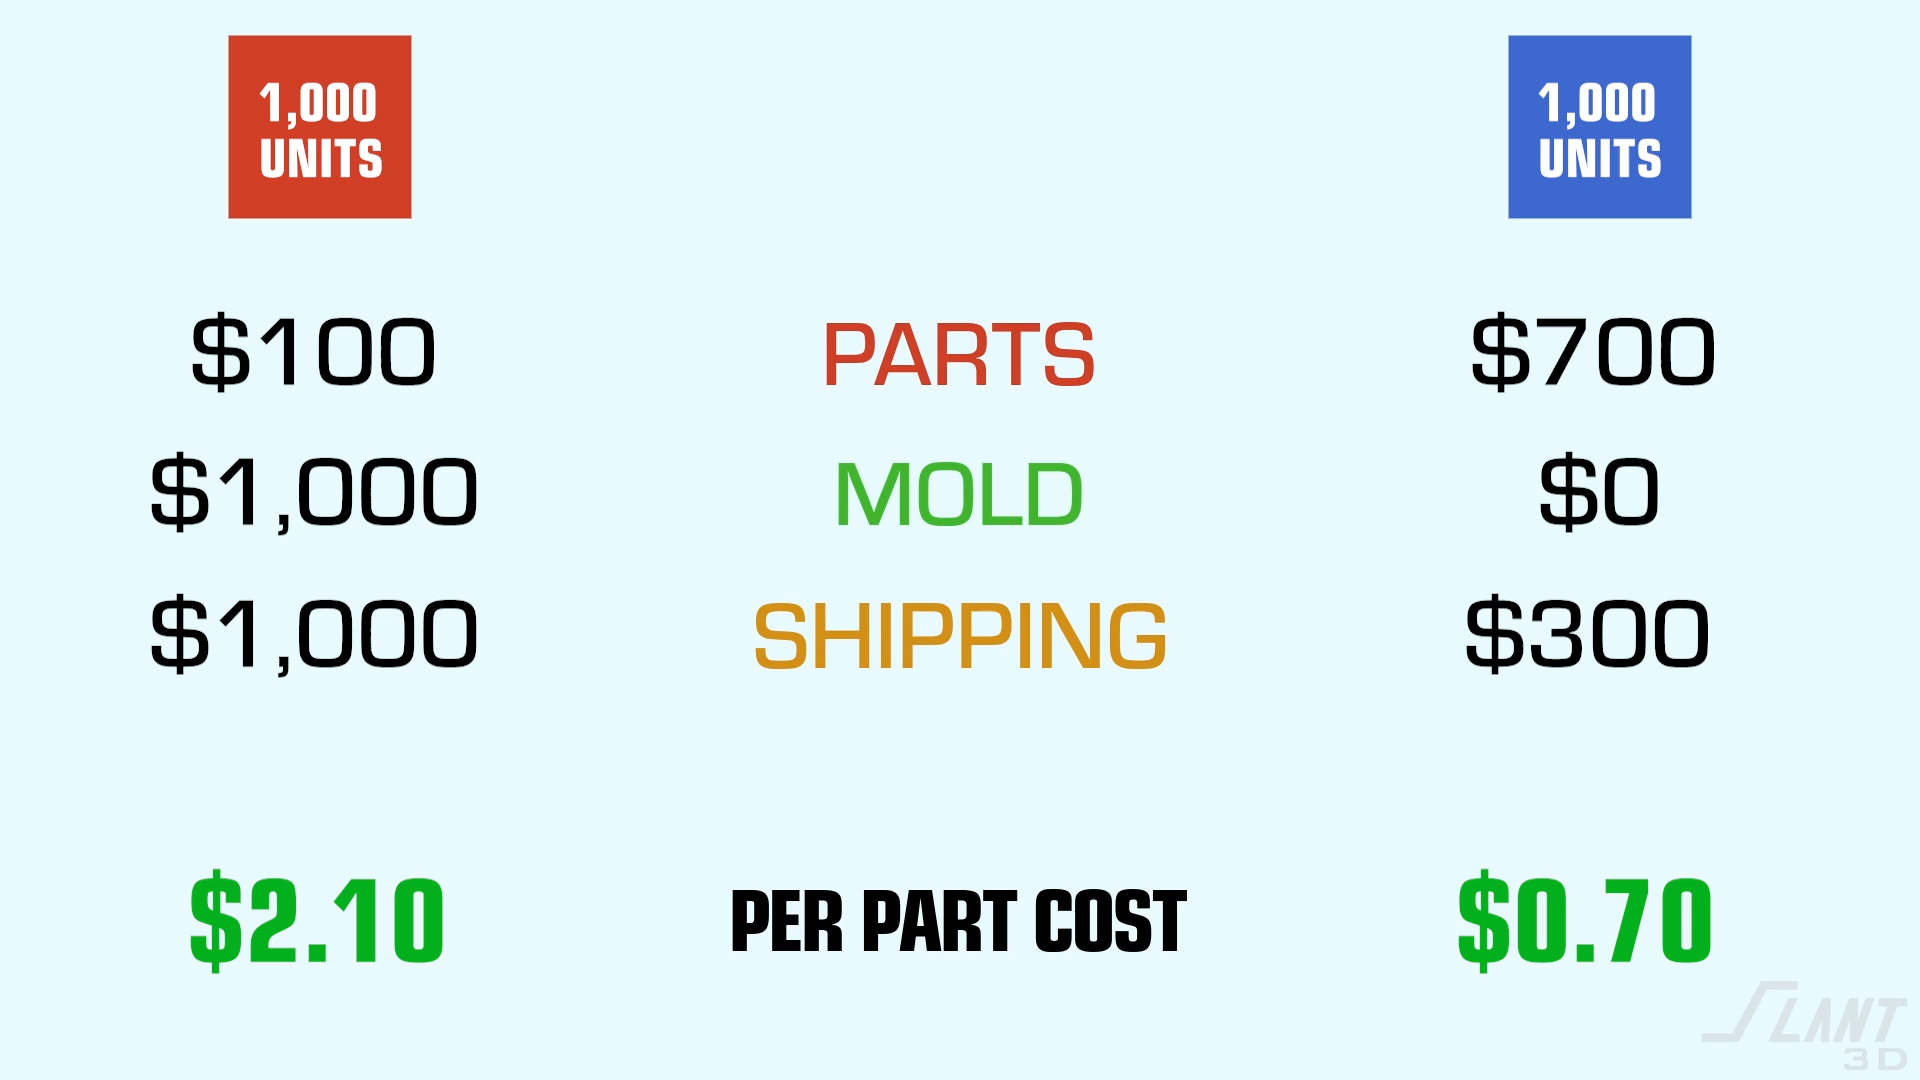 1,000
UNITS
1,000
UNITS
$100 PARTS $700
$1,000 MOLD $0
$1,000 SHIPPING $300
$2.10 PER PART COST $0.70
SLANT
3D